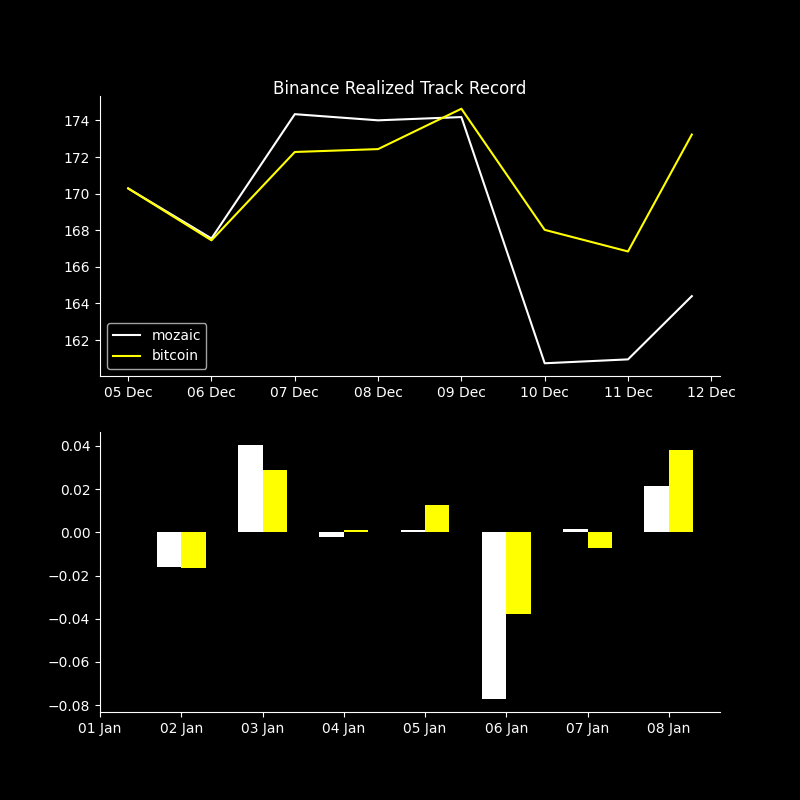 Binance Realized Track Record
174
172
170
168
166
164
162
mozaic
bitcoin
05 Dec 06 Dec 07 Dec 08 Dec 09 Dec 10 Dec 11 Dec 12 Dec
0.04
0.02
0.00
−0.02
−0.04
−0.06
−0.08
01 Jan 02 Jan 03 Jan 04 Jan 05 Jan 06 Jan 07 Jan 08 Jan